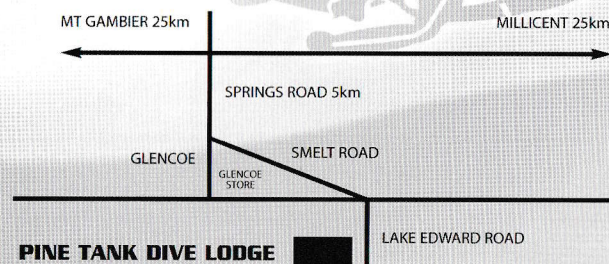 MT GAMBIER 25km
MILLICENT 25km
SPRINGS ROAD 5km
GLENCOE
SMELT ROAD
GLENCOE
STORE
PINE TANK DIVE LODGE
LAKE EDWARD ROAD